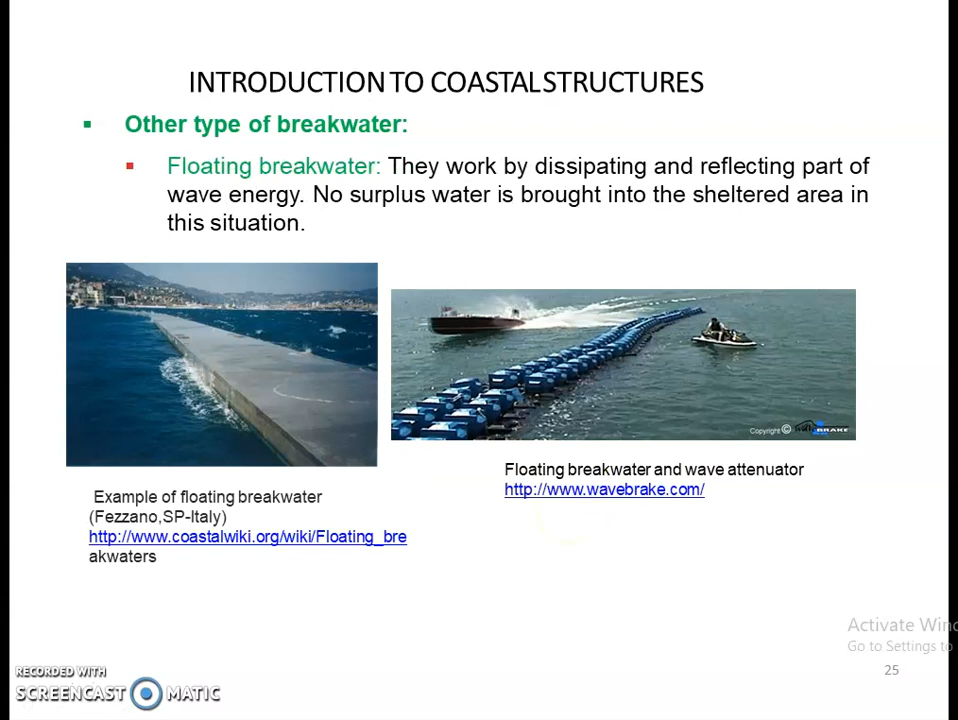 INTRODUCTION TO COASTAL STRUCTURES
Other type of breakwater:
Floating breakwater: They work by dissipating and reflecting part of
wave energy. No surplus water is brought into the sheltered area in
this situation.
Copyright ©
BRAKE
Floating breakwater and wave attenuator
http://www.wavebrake.com/
Example of floating breakwater
(Fezzano,SP-Italy)
http://www.coastalwiki.org/wiki/Floating_bre
akwaters
Activate Win
Go to Settings to
25
RECORDED WITH
SCREENCAST MATIC